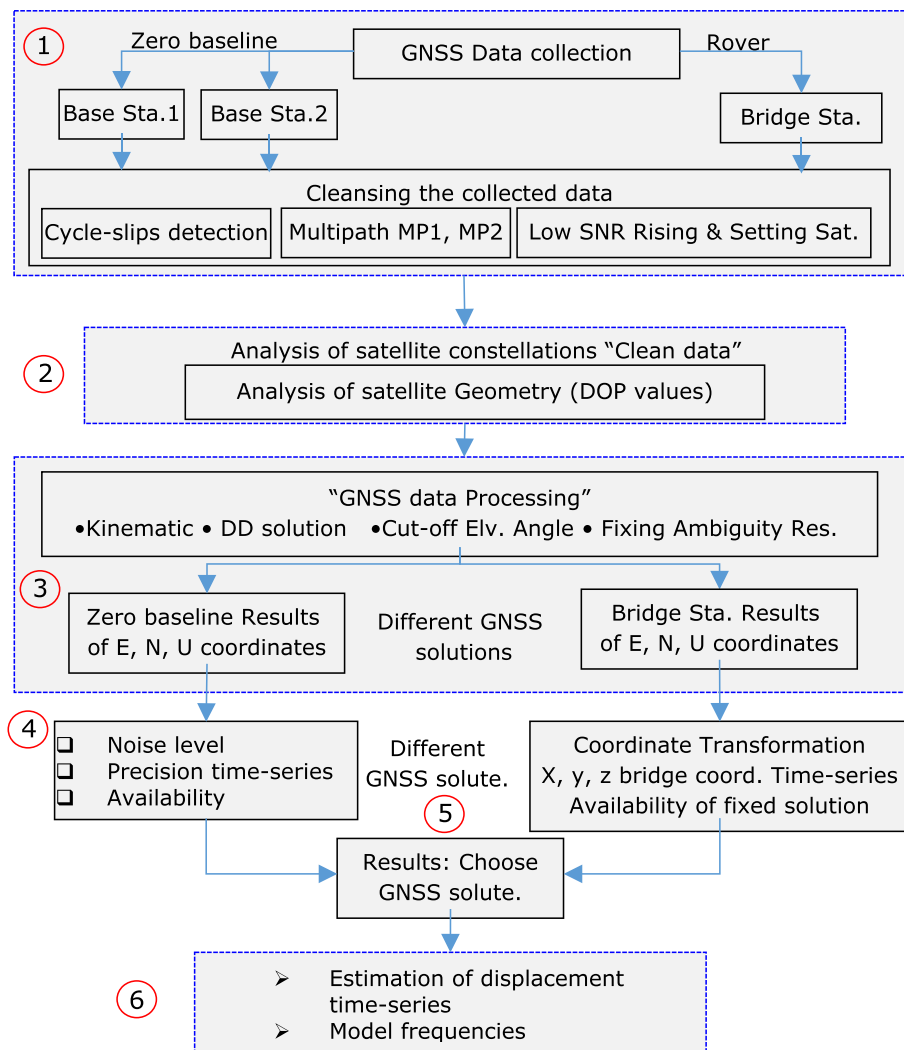 1
Zero baseline
GNSS Data collection
Rover
Base Sta.1
Base Sta.2
Bridge Sta.
Cleansing the collected data
Cycle-slips detection
Multipath MP1, MP2
Low SNR Rising & Setting Sat.
2
Analysis of satellite constellations “Clean data”
Analysis of satellite Geometry (DOP values)
3
“GNSS data Processing”
•Kinematic • DD solution •Cut-off Elv. Angle • Fixing Ambiguity Res.
Zero baseline Results
of E, N, U coordinates
Different GNSS
solutions
Bridge Sta. Results
of E, N, U coordinates
4
❑ Noise level
❑ Precision time-series
❑ Availability
Different
GNSS solute.
Coordinate Transformation
X, y, z bridge coord. Time-series
Availability of fixed solution
5
Results: Choose
GNSS solute.
6
➢ Estimation of displacement
time-series
➢ Model frequencies